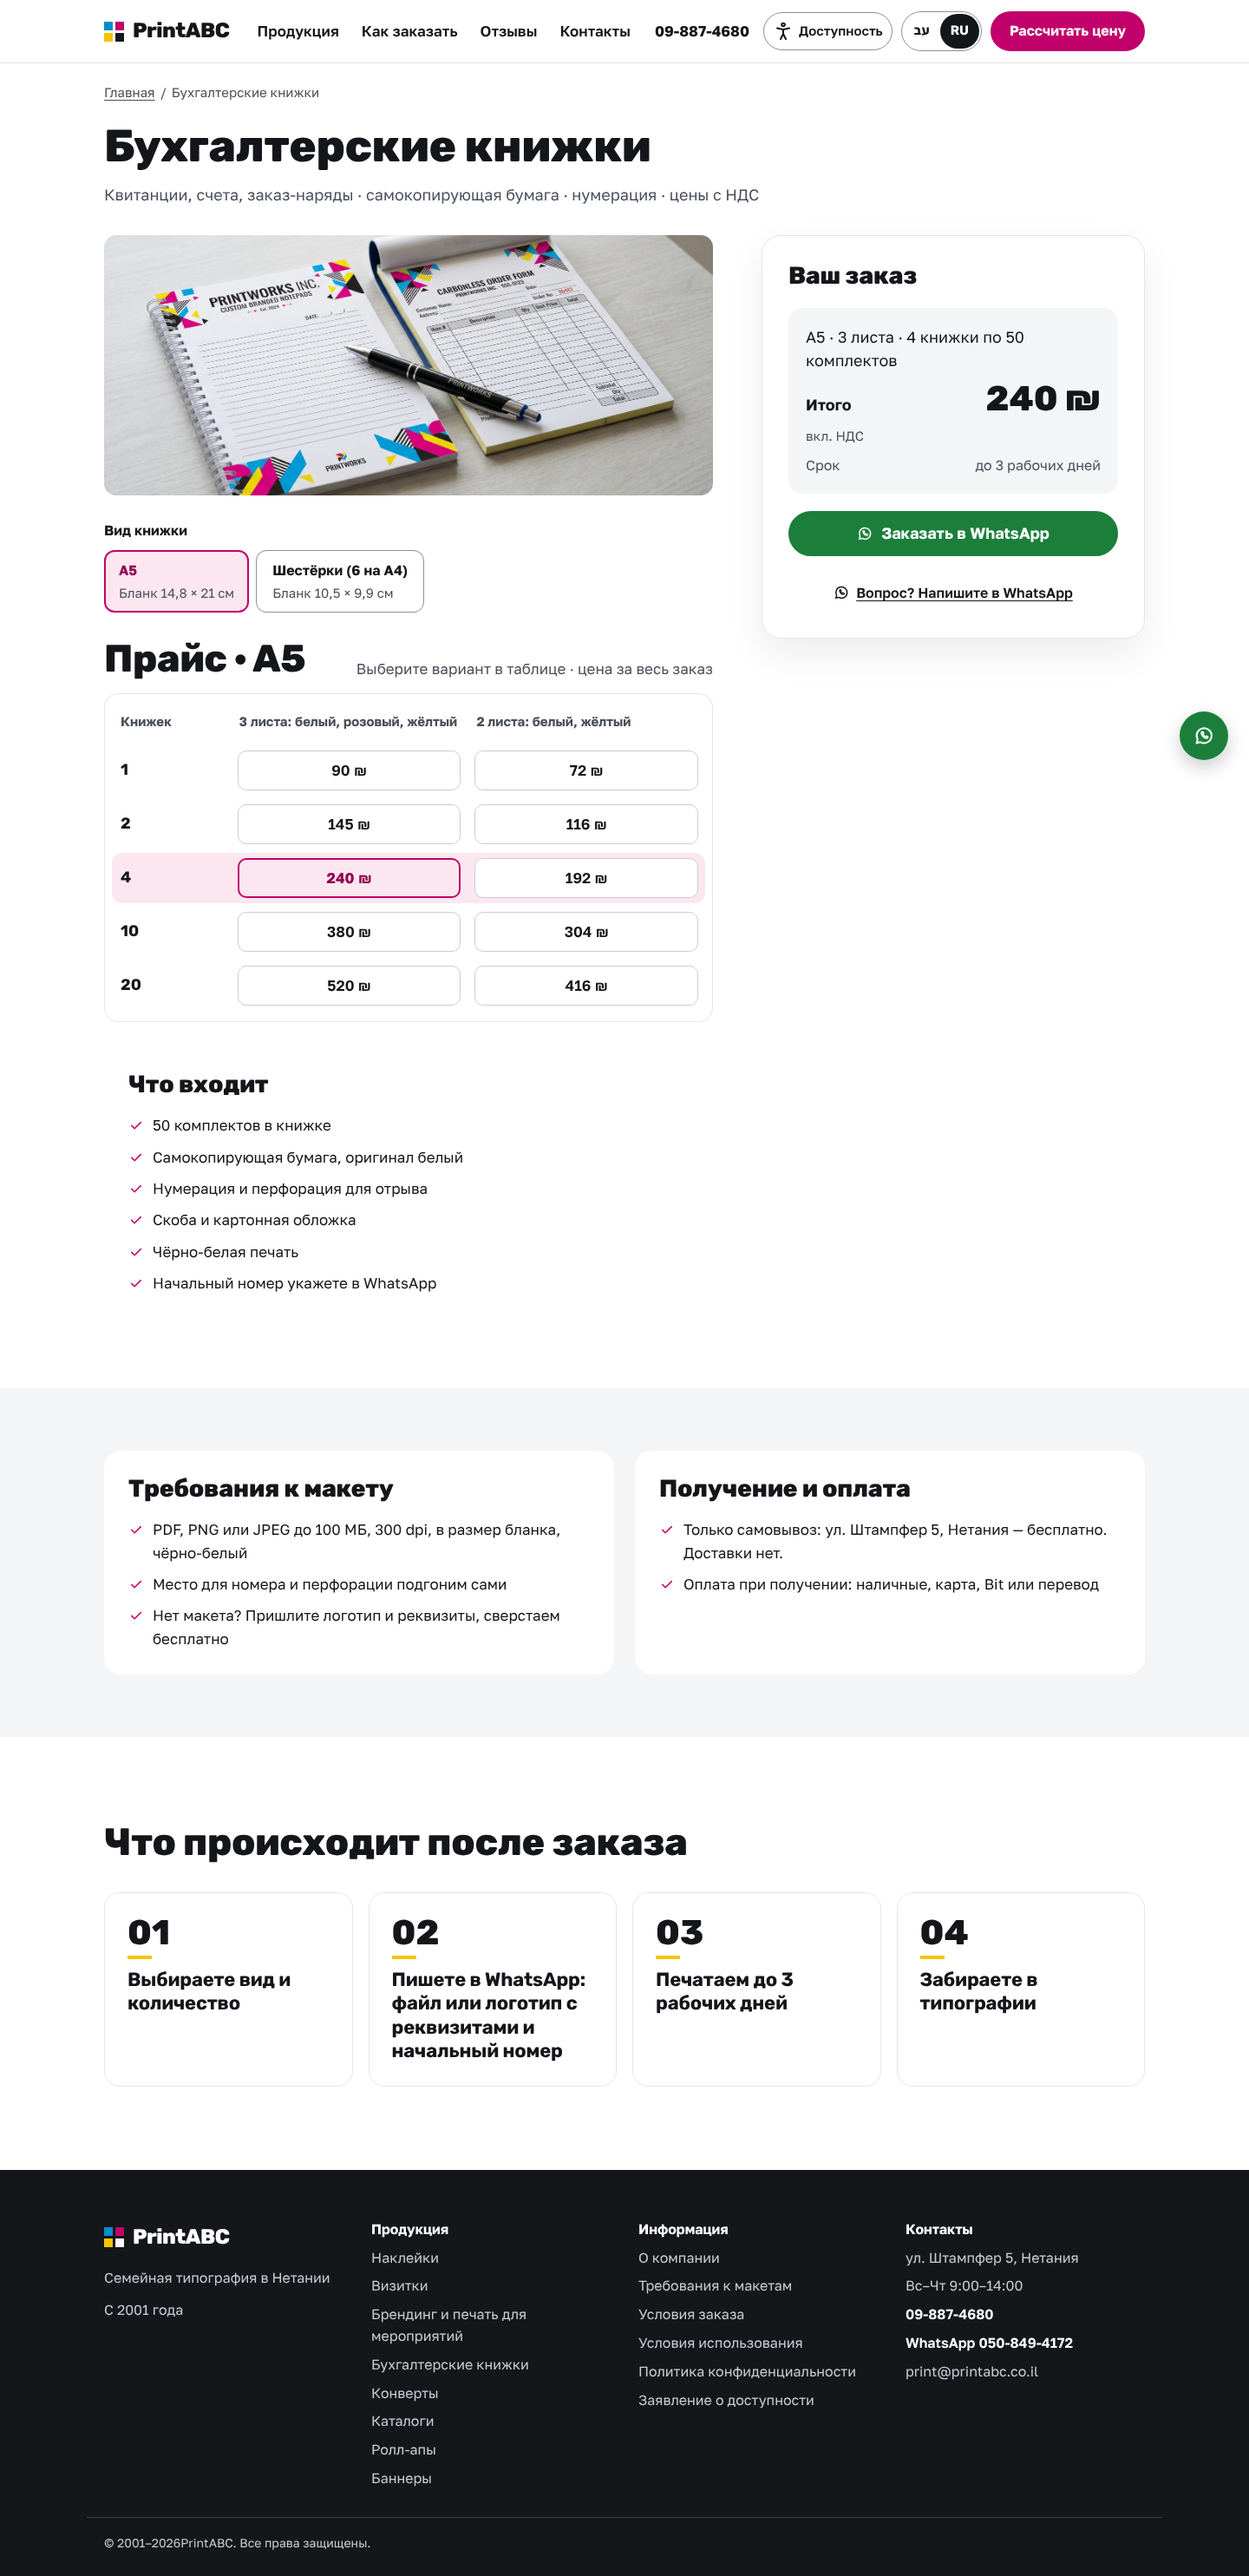 PrintABC
Продукция
Как заказать
Отзывы
Контакты
09-887-4680
Доступность
עב
RU
Рассчитать цену
Главная / Бухгалтерские книжки
Бухгалтерские книжки
Квитанции, счета, заказ-наряды · самокопирующая бумага · нумерация · цены с НДС
PRINTWORKS INC.
CUSTOM BRANDED NOTEPADS
CARBONLESS ORDER FORM
PRINTWORKS
PRINTWORKS
Ваш заказ
A5 · 3 листа · 4 книжки по 50
комплектов
Итого
240 ₪
вкл. НДС
Срок
до 3 рабочих дней
Заказать в WhatsApp
Вопрос? Напишите в WhatsApp
Вид книжки
A5
Бланк 14,8 × 21 см
Шестёрки (6 на A4)
Бланк 10,5 × 9,9 см
Прайс · A5
Выберите вариант в таблице · цена за весь заказ
Книжек
3 листа: белый, розовый, жёлтый
2 листа: белый, жёлтый
1
90 ₪
72 ₪
2
145 ₪
116 ₪
4
240 ₪
192 ₪
10
380 ₪
304 ₪
20
520 ₪
416 ₪
Что входит
50 комплектов в книжке
Самокопирующая бумага, оригинал белый
Нумерация и перфорация для отрыва
Скоба и картонная обложка
Чёрно-белая печать
Начальный номер укажете в WhatsApp
Требования к макету
PDF, PNG или JPEG до 100 МБ, 300 dpi, в размер бланка,
чёрно-белый
Место для номера и перфорации подгоним сами
Нет макета? Пришлите логотип и реквизиты, сверстаем
бесплатно
Получение и оплата
Только самовывоз: ул. Штампфер 5, Нетания — бесплатно.
Доставки нет.
Оплата при получении: наличные, карта, Bit или перевод
Что происходит после заказа
01
Выбираете вид и
количество
02
Пишете в WhatsApp:
файл или логотип с
реквизитами и
начальный номер
03
Печатаем до 3
рабочих дней
04
Забираете в
типографии
PrintABC
Семейная типография в Нетании
С 2001 года
Продукция
Наклейки
Визитки
Брендинг и печать для
мероприятий
Бухгалтерские книжки
Конверты
Каталоги
Ролл-апы
Баннеры
Информация
О компании
Требования к макетам
Условия заказа
Условия использования
Политика конфиденциальности
Заявление о доступности
Контакты
ул. Штампфер 5, Нетания
Вс–Чт 9:00–14:00
09-887-4680
WhatsApp 050-849-4172
print@printabc.co.il
© 2001–2026PrintABC. Все права защищены.